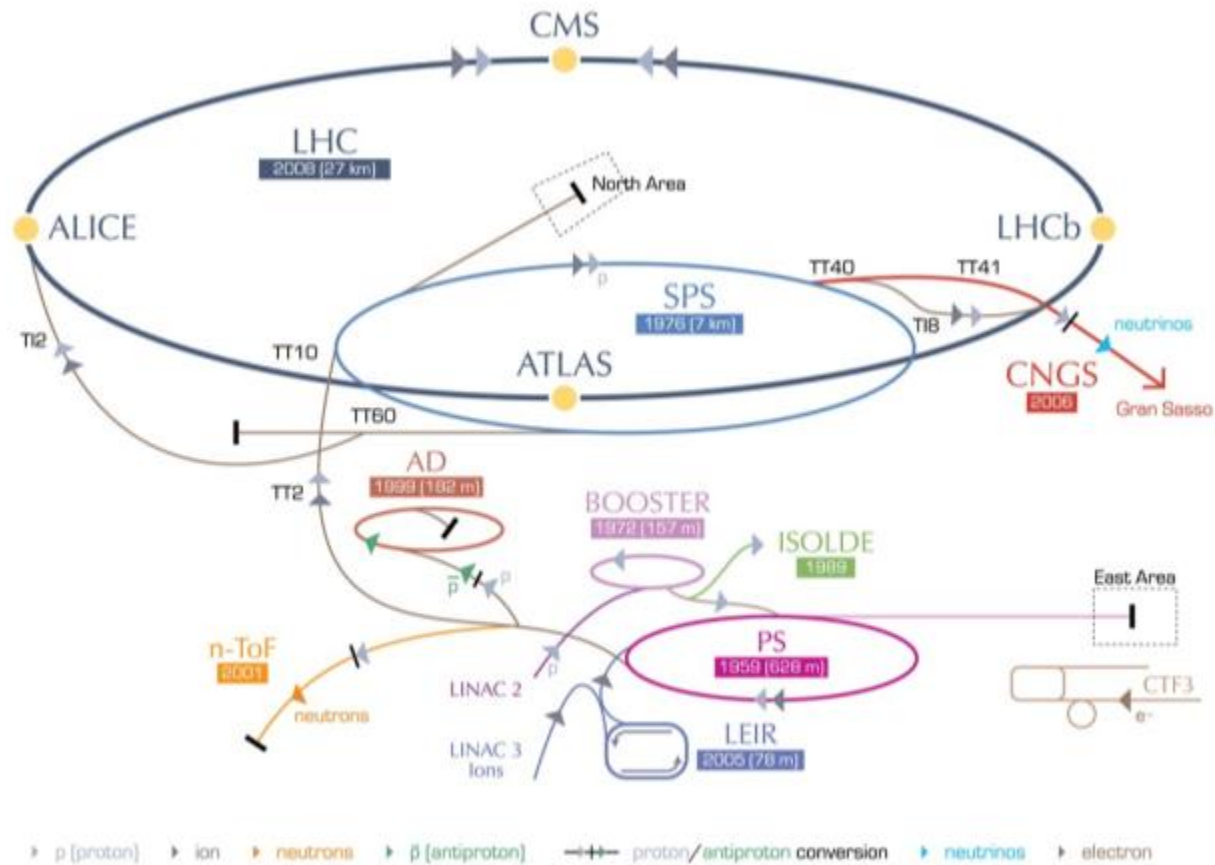 CMS
LHC
2008 (27 km)
North Area
ALICE
LHCb
TT40
TT41
SPS
1976 (7 km)
p
TI8
neutrinos
TI2
TT10
ATLAS
CNGS
2006
Gran Sasso
TT60
AD
1999 (182 m)
TT2
BOOSTER
1972 (157 m)
ISOLDE
1989
p̅
p
East Area
n-ToF
2001
PS
1959 (628 m)
LINAC 2
p
neutrons
CTF3
e-
LINAC 3
Ions
LEIR
2005 (78 m)
p (proton) ion neutrons p̅ (antiproton) proton/antiproton conversion neutrinos electron